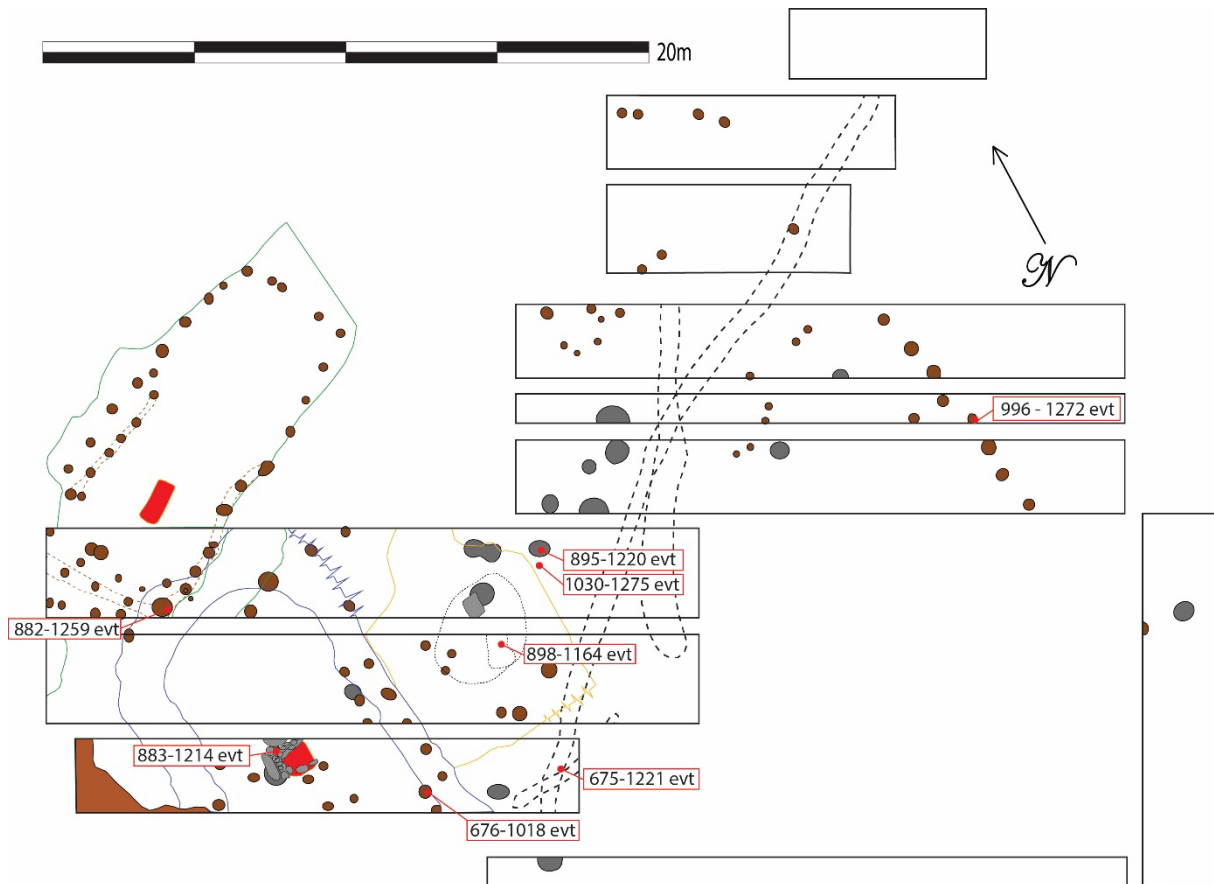 20m
N
996 - 1272 evt
895-1220 evt
1030-1275 evt
882-1259 evt
898-1164 evt
883-1214 evt
675-1221 evt
676-1018 evt